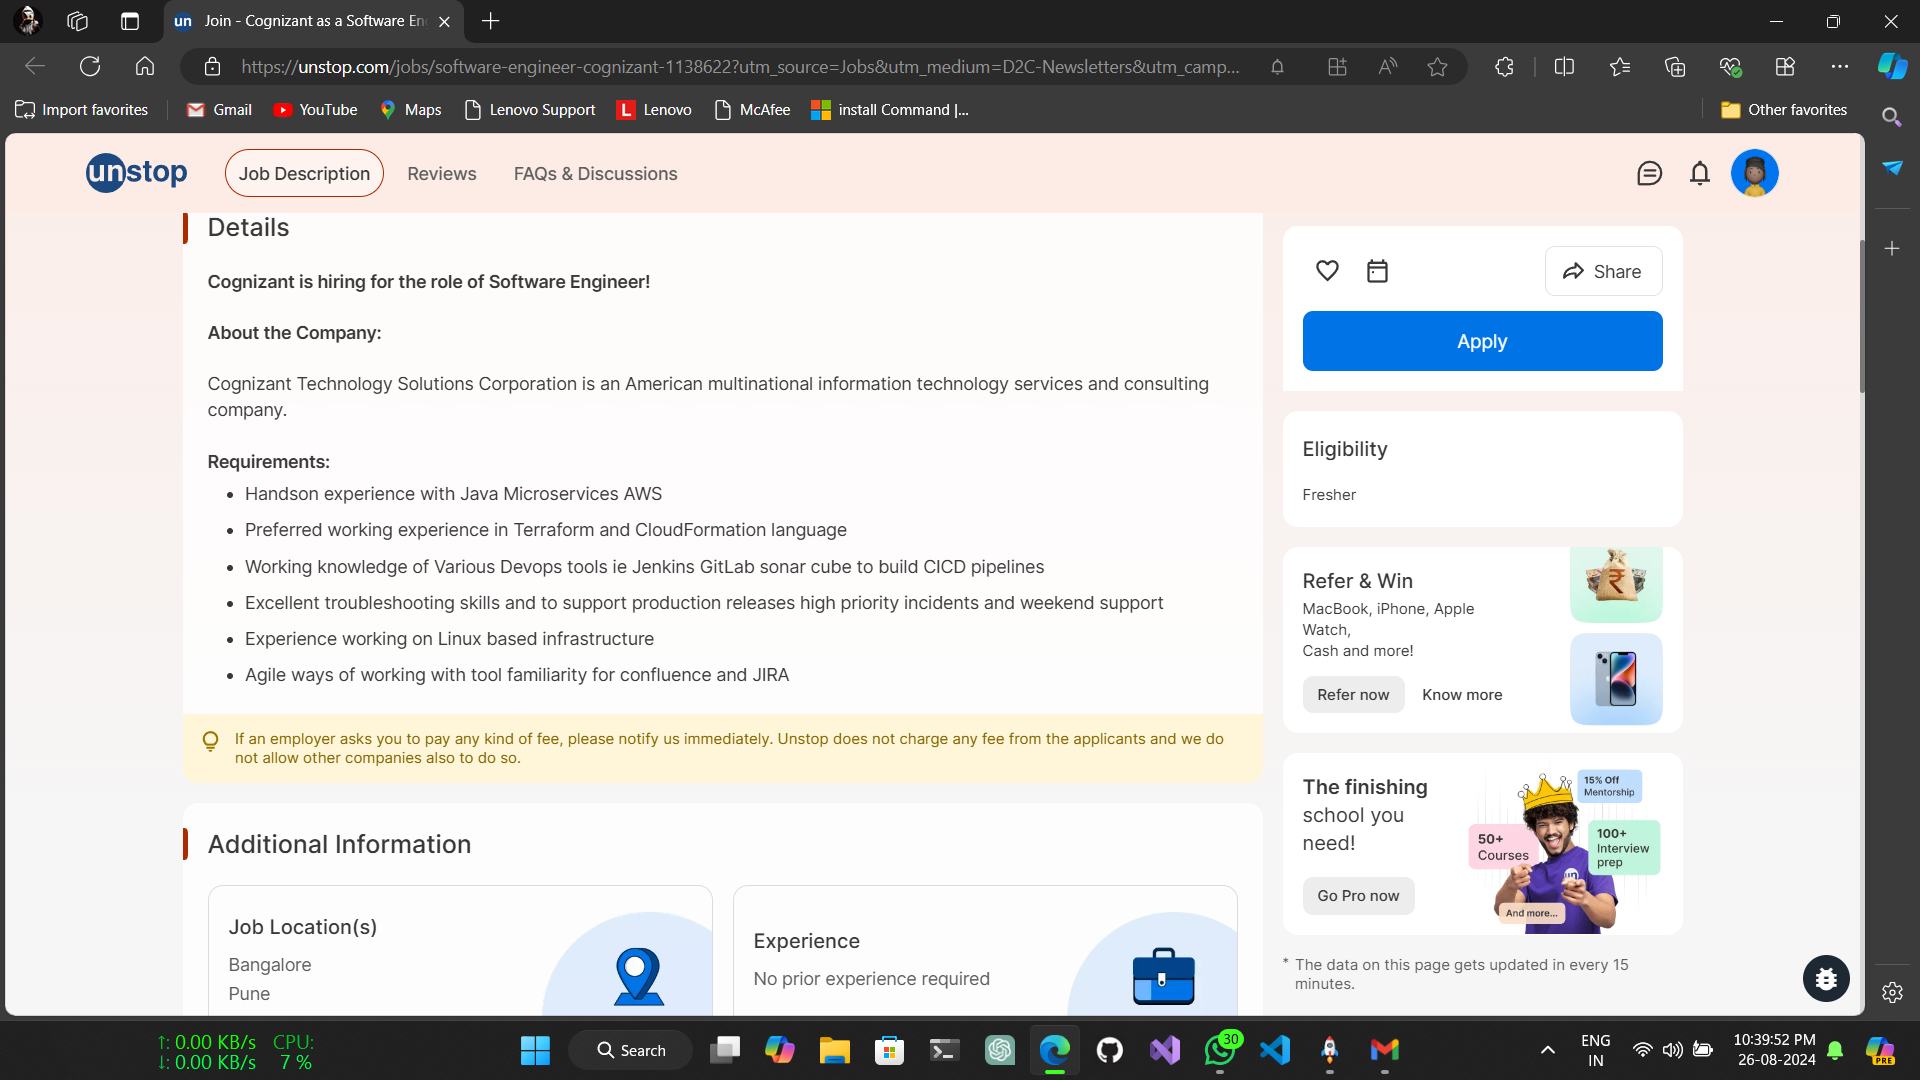 Join - Cognizant as a Software En
https://unstop.com/jobs/software-engineer-cognizant-1138622?utm_source=Jobs&utm_medium=D2C-Newsletters&utm_camp...
Import favorites
Gmail
YouTube
Maps
Lenovo Support
Lenovo
McAfee
install Command |...
Other favorites
unstop
Job Description
Reviews
FAQs & Discussions
Details
Cognizant is hiring for the role of Software Engineer!
About the Company:
Cognizant Technology Solutions Corporation is an American multinational information technology services and consulting
company.
Requirements:
• Handson experience with Java Microservices AWS
• Preferred working experience in Terraform and CloudFormation language
• Working knowledge of Various Devops tools ie Jenkins GitLab sonar cube to build CICD pipelines
• Excellent troubleshooting skills and to support production releases high priority incidents and weekend support
• Experience working on Linux based infrastructure
• Agile ways of working with tool familiarity for confluence and JIRA
If an employer asks you to pay any kind of fee, please notify us immediately. Unstop does not charge any fee from the applicants and we do
not allow other companies also to do so.
Additional Information
Job Location(s)
Bangalore
Pune
Experience
No prior experience required
Share
Apply
Eligibility
Fresher
Refer & Win
MacBook, iPhone, Apple
Watch,
Cash and more!
Refer now
Know more
The finishing
school you
need!
Go Pro now
15% Off
Mentorship
50+
Courses
100+
Interview
prep
un
And more...
* The data on this page gets updated in every 15
minutes.
↑: 0.00 KB/s CPU:
↓: 0.00 KB/s 7 %
Search
30
ENG
IN
10:39:52 PM
26-08-2024
PRE